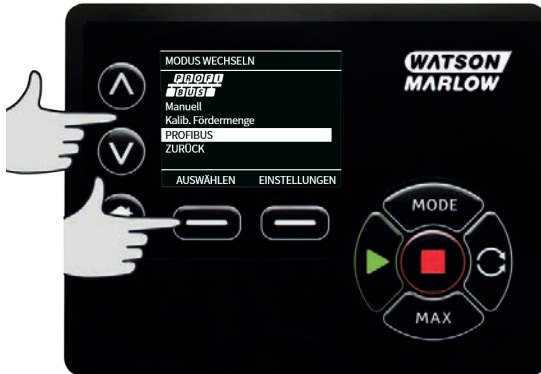 MODUS WECHSELN
PROFI
BUS
Manuell
Kalib. Fördermenge
PROFIBUS
ZURÜCK
AUSWÄHLEN EINSTELLUNGEN
WATSON
MARLOW
MODE
MAX